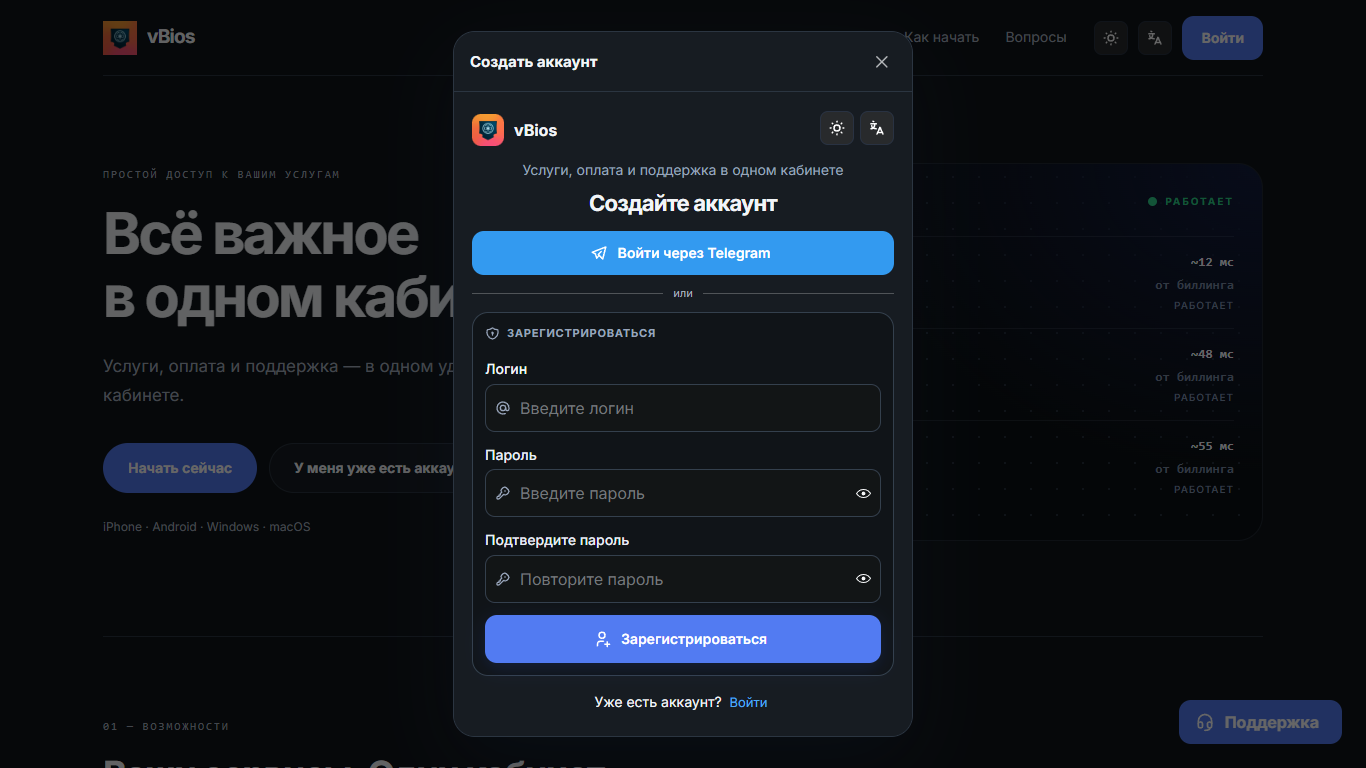 vBios
Как начать
Вопросы
Войти
Создать аккаунт
vBios
Услуги, оплата и поддержка в одном кабинете
Создайте аккаунт
Войти через Telegram
или
ЗАРЕГИСТРИРОВАТЬСЯ
Логин
Введите логин
Пароль
Введите пароль
Подтвердите пароль
Повторите пароль
Зарегистрироваться
Уже есть аккаунт? Войти
ПРОСТОЙ ДОСТУП К ВАШИМ УСЛУГАМ
Всё важное
в одном каби
Услуги, оплата и поддержка — в одном уд
кабинете.
Начать сейчас
У меня уже есть аккау
iPhone · Android · Windows · macOS
РАБОТАЕТ
~12 мс
от биллинга
РАБОТАЕТ
~48 мс
от биллинга
РАБОТАЕТ
~55 мс
от биллинга
РАБОТАЕТ
01 — ВОЗМОЖНОСТИ
Поддержка